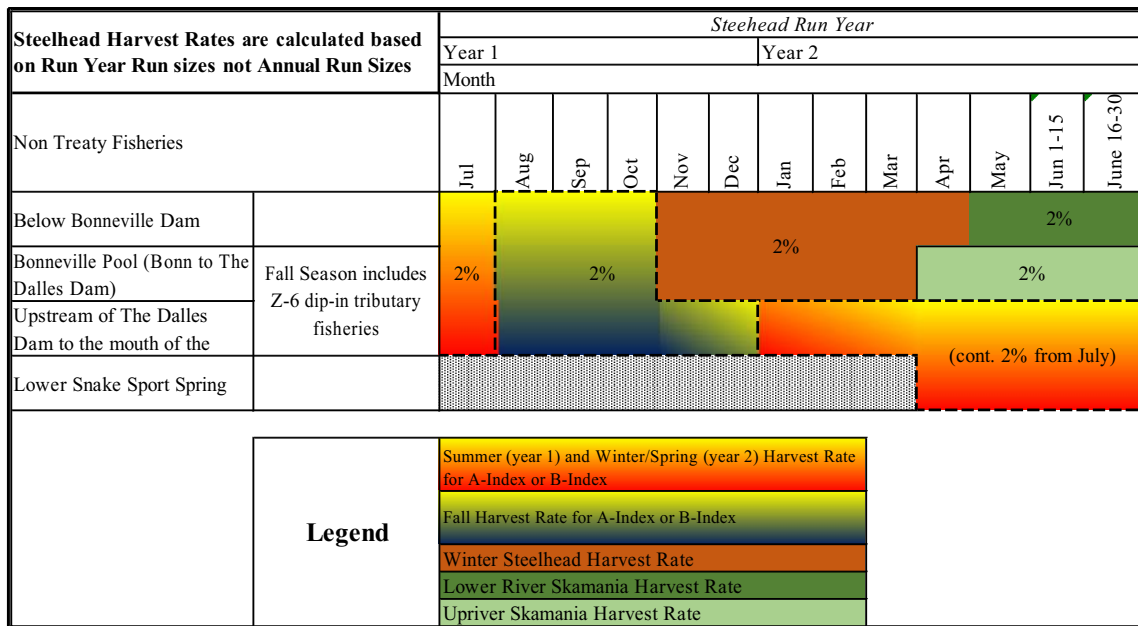 Steelhead Harvest Rates are calculated based
on Run Year Run sizes not Annual Run Sizes
Steehead Run Year
Year 1
Year 2
Month
Non Treaty Fisheries
Jul
Aug
Sep
Oct
Nov
Dec
Jan
Feb
Mar
Apr
May
Jun 1-15
June 16-30
Below Bonneville Dam
Bonneville Pool (Bonn to The
Dalles Dam)
Upstream of The Dalles
Dam to the mouth of the
Lower Snake Sport Spring
Fall Season includes
Z-6 dip-in tributary
fisheries
2%
2%
2%
2%
2%
(cont. 2% from July)
Legend
Summer (year 1) and Winter/Spring (year 2) Harvest Rate
for A-Index or B-Index
Fall Harvest Rate for A-Index or B-Index
Winter Steelhead Harvest Rate
Lower River Skamania Harvest Rate
Upriver Skamania Harvest Rate